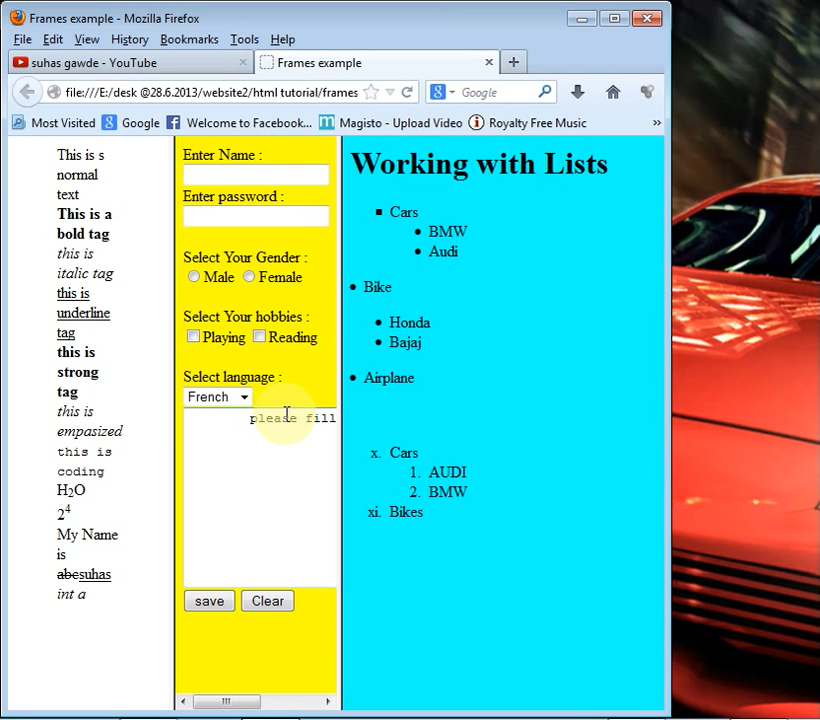 Frames example - Mozilla Firefox
File Edit View History Bookmarks Tools Help
suhas gawde - YouTube
Frames example
file:///E:/desk @28.6.2013/website2/html tutorial/frames
Google
Most Visited Google Welcome to Facebook... Magisto - Upload Video Royalty Free Music »
This is s
normal
text
This is a
bold tag
this is
italic tag
this is
underline
tag
this is
strong
tag
this is
empasized
this is
coding
H2O
2⁴
My Name
is
abcsuhas
int a
Enter Name :
Enter password :
Select Your Gender :
Male Female
Select Your hobbies :
Playing Reading
Select language :
French
please fill
save Clear
Working with Lists
Cars
BMW
Audi
Bike
Honda
Bajaj
Airplane
x. Cars
1. AUDI
2. BMW
xi. Bikes